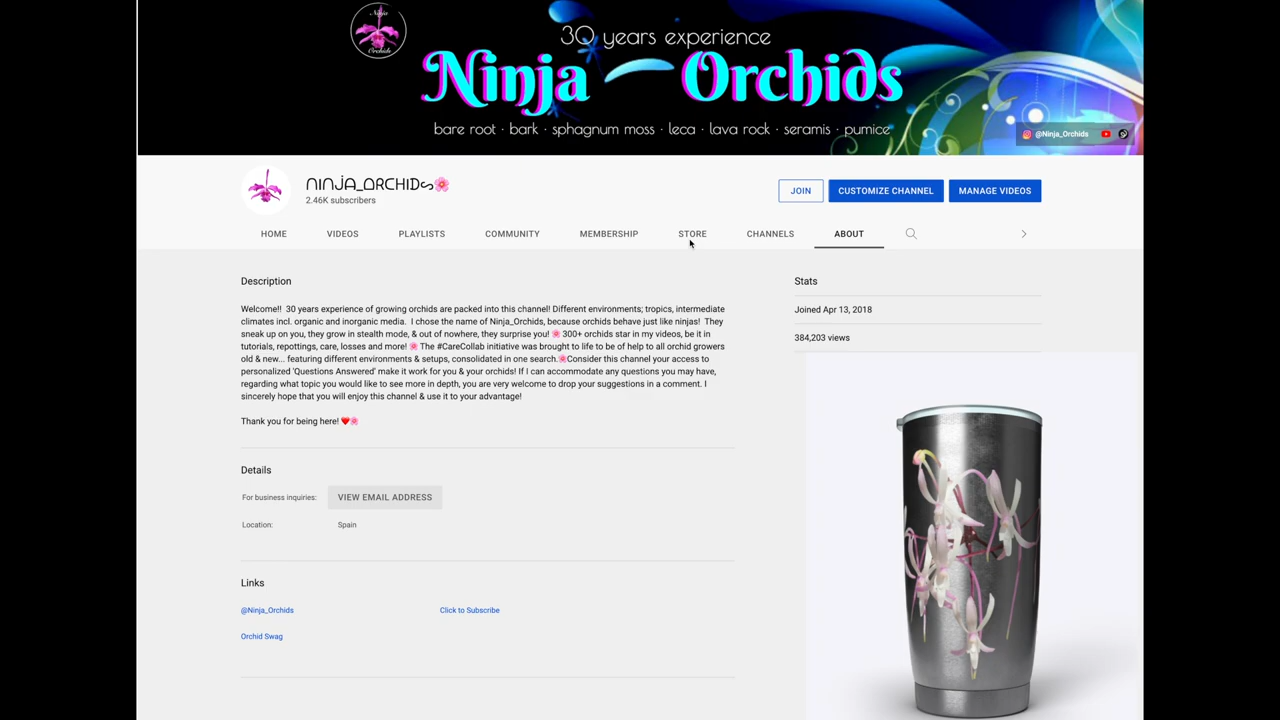 Ninja
Orchids
30 years experience
Ninja Orchids
bare root · bark · sphagnum moss · leca · lava rock · seramis · pumice
@Ninja_Orchids
NINJA_ORCHIDs🌸
2.46K subscribers
JOIN
CUSTOMIZE CHANNEL
MANAGE VIDEOS
HOME VIDEOS PLAYLISTS COMMUNITY MEMBERSHIP STORE CHANNELS ABOUT
Description
Welcome!! 30 years experience of growing orchids are packed into this channel! Different environments; tropics, intermediate
climates incl. organic and inorganic media. I chose the name of Ninja_Orchids, because orchids behave just like ninjas! They
sneak up on you, they grow in stealth mode, & out of nowhere, they surprise you! 🌸 300+ orchids star in my videos, be it in
tutorials, repottings, care, losses and more! 🌸 The #CareCollab initiative was brought to life to be of help to all orchid growers
old & new... featuring different environments & setups, consolidated in one search.🌸Consider this channel your access to
personalized 'Questions Answered' make it work for you & your orchids! If I can accommodate any questions you may have,
regarding what topic you would like to see more in depth, you are very welcome to drop your suggestions in a comment. I
sincerely hope that you will enjoy this channel & use it to your advantage!
Thank you for being here! ❤️🌸
Details
For business inquiries: VIEW EMAIL ADDRESS
Location: Spain
Links
@Ninja_Orchids Click to Subscribe
Orchid Swag
Stats
Joined Apr 13, 2018
384,203 views